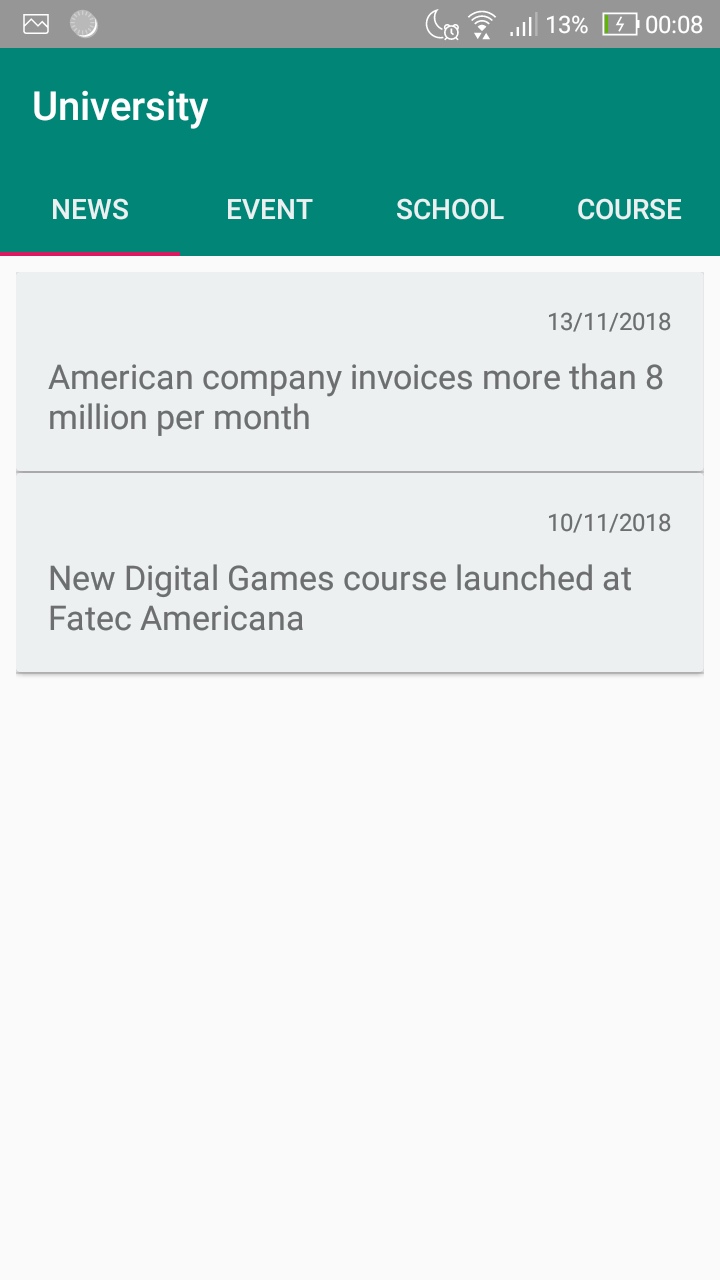 13% 00:08
University
NEWS EVENT SCHOOL COURSE
13/11/2018
American company invoices more than 8
million per month
10/11/2018
New Digital Games course launched at
Fatec Americana